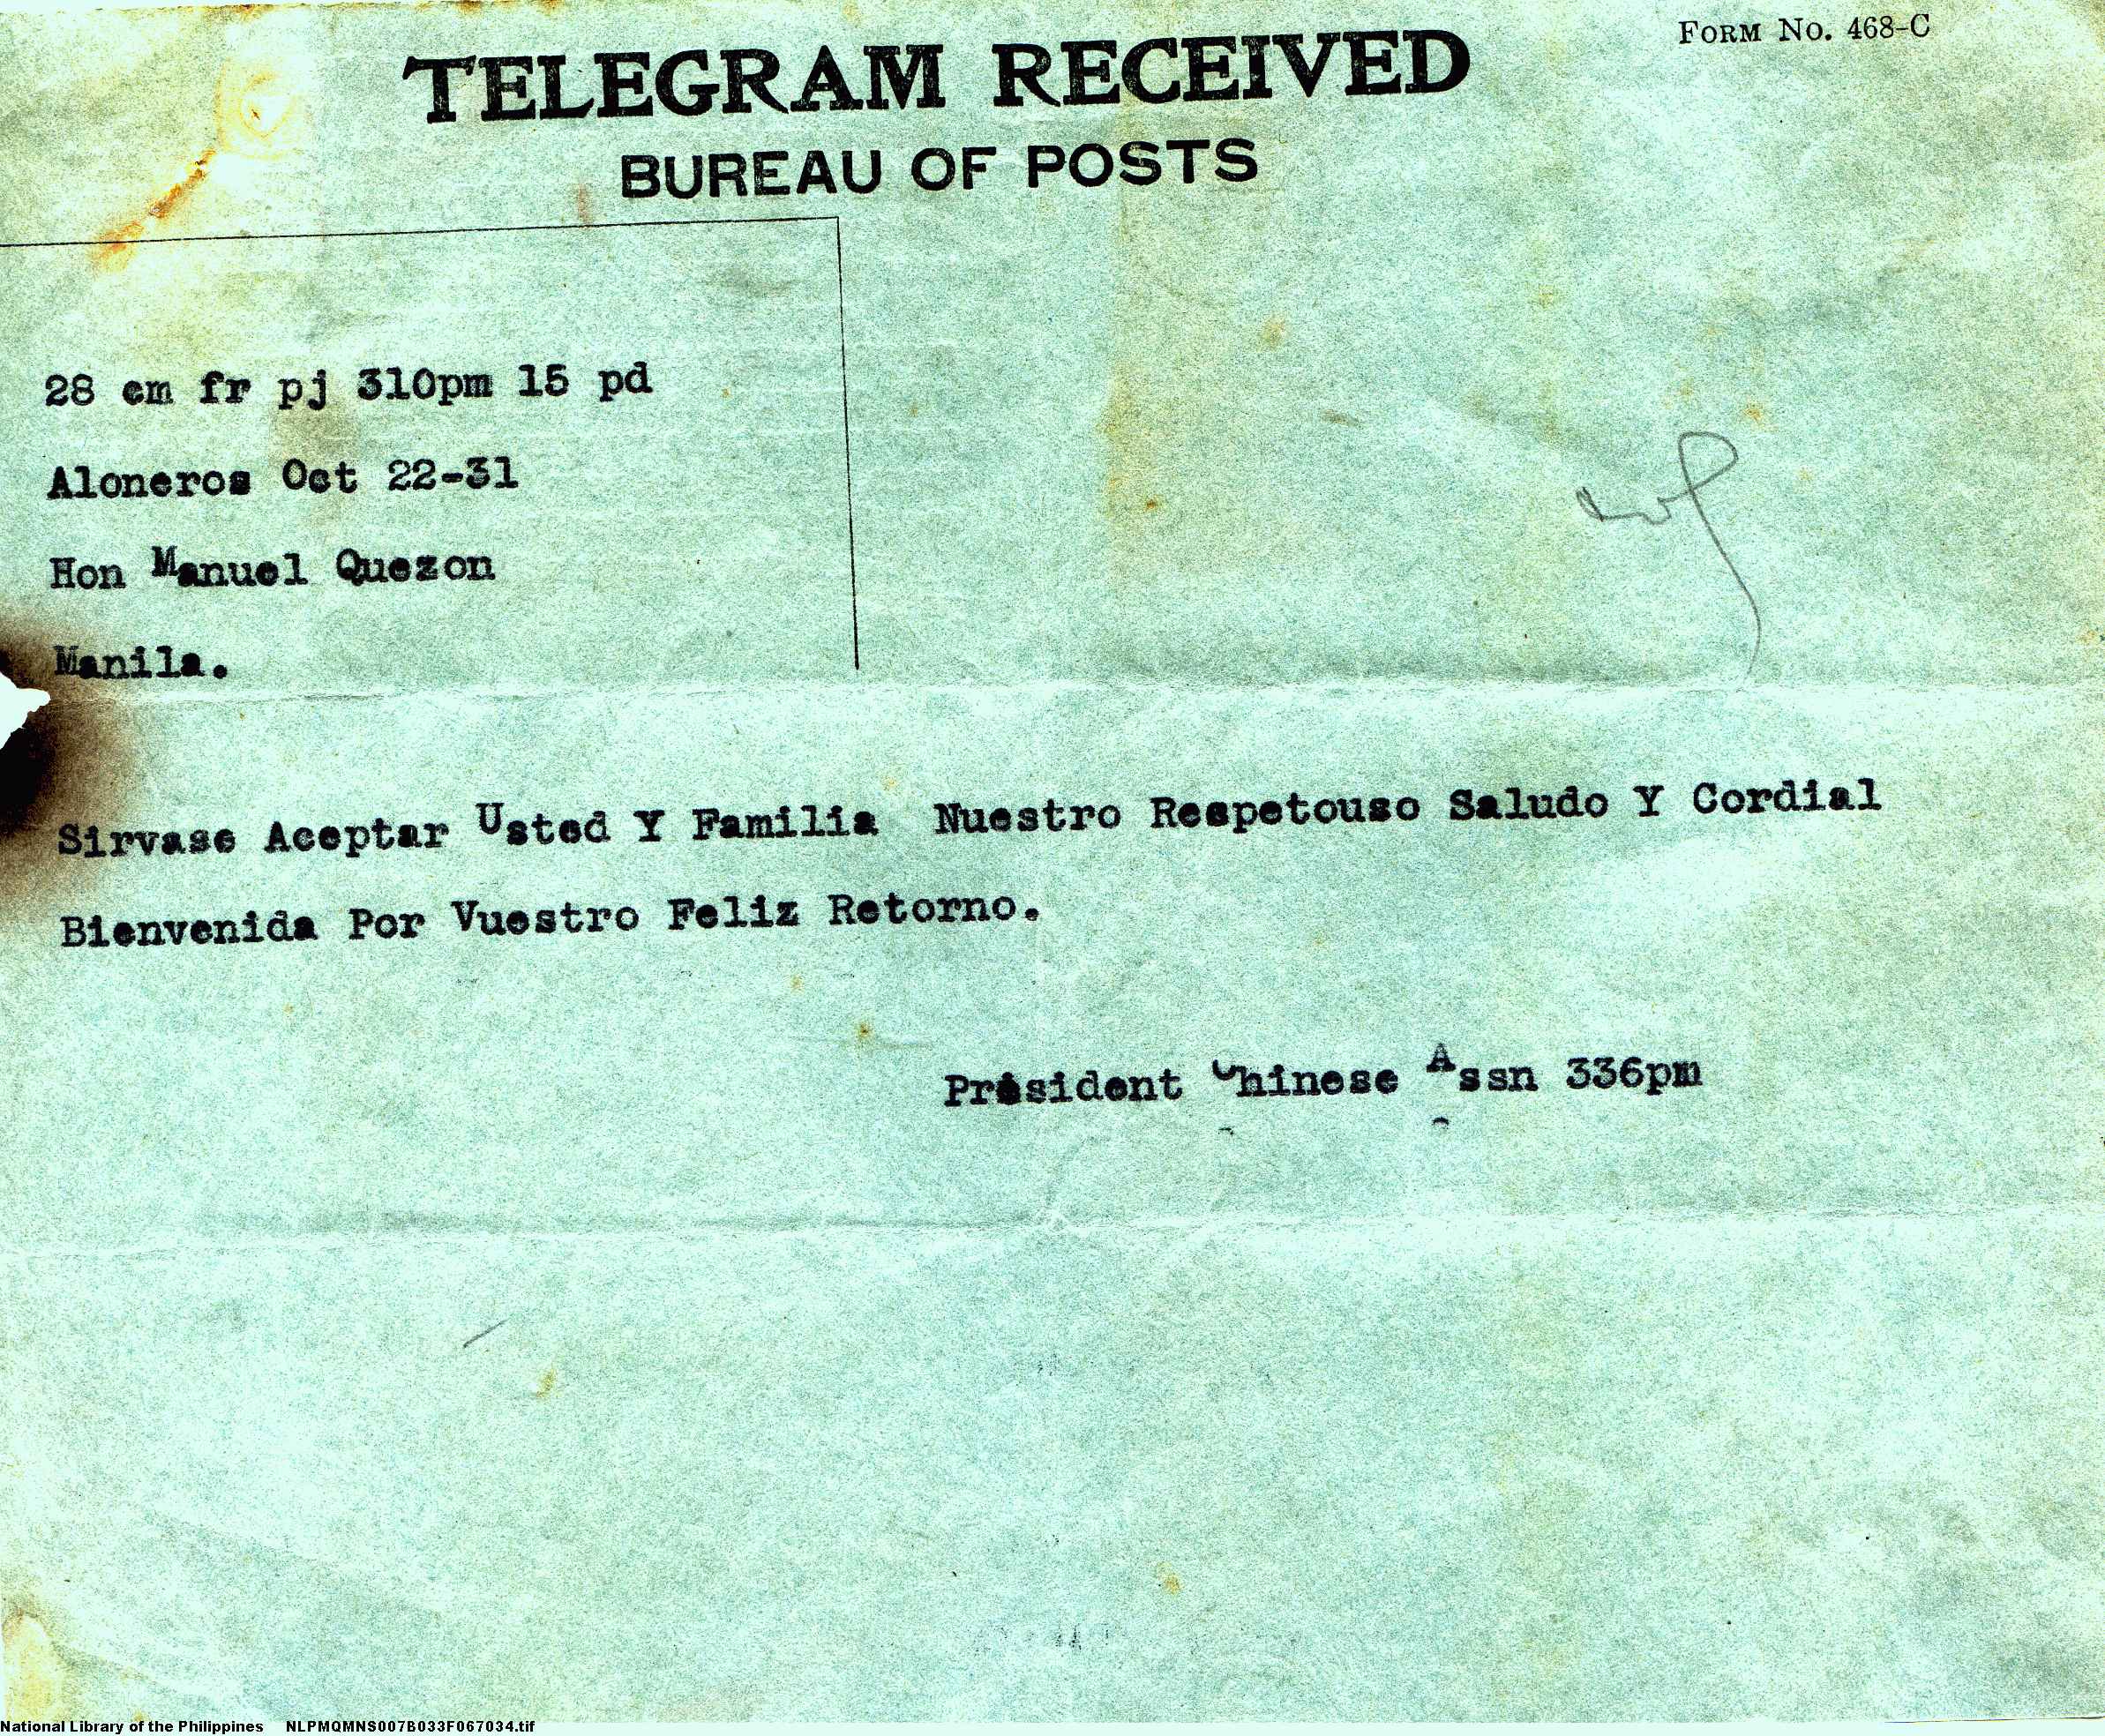 FORM NO. 468-C
TELEGRAM RECEIVED
BUREAU OF POSTS
28 em fr pj 310pm 15 pd
Aloneros Oct 22-31
Hon Manuel Quezon
Manila.
Sirvase Aceptar Usted Y Familia Nuestro Respetouso Saludo Y Cordial
Bienvenida Por Vuestro Feliz Retorno.
President Chinese Assn 336pm
National Library of the Philippines NLPMQMNS007B033F067034.tif